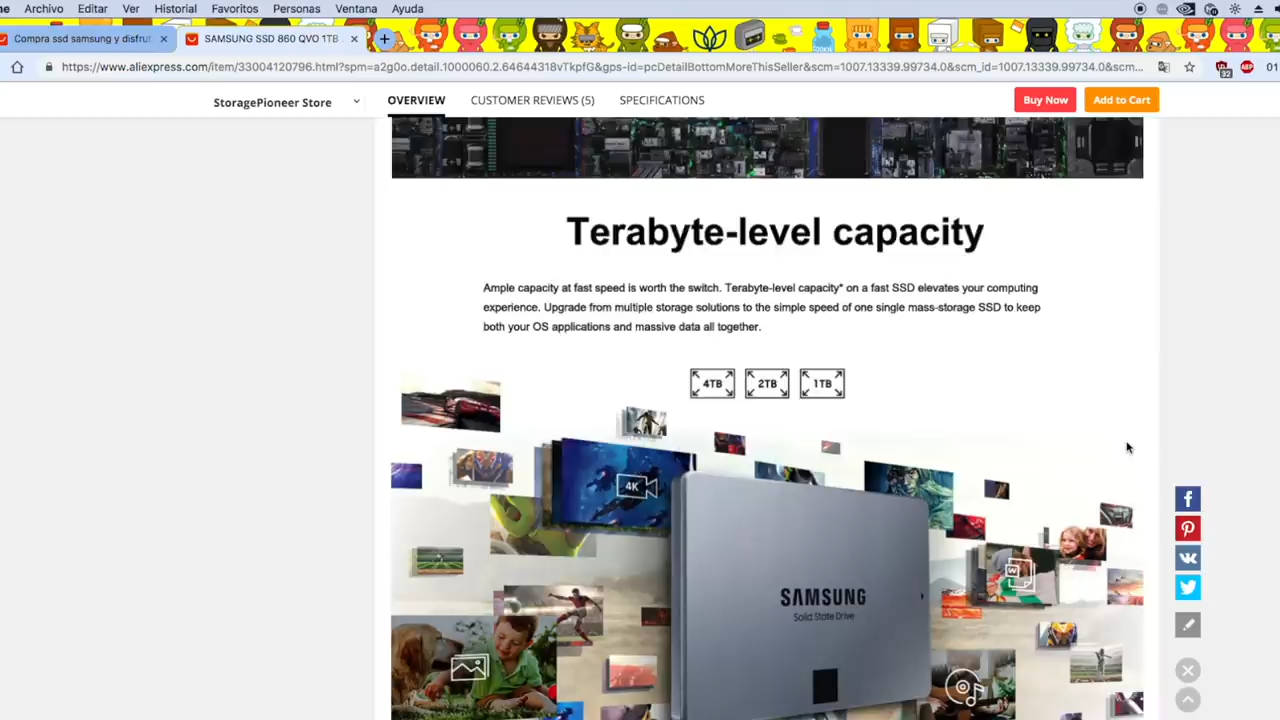 Archivo Editar Ver Historial Favoritos Personas Ventana Ayuda
Compra ssd samsung y disfrut
SAMSUNG SSD 860 QVO 1TB
https://www.aliexpress.com/item/33004120796.html?spm=a2g0o.detail.1000060.2.64644318vTkpfG&gps-id=pcDetailBottomMoreThisSeller&scm=1007.13339.99734.0&scm_id=1007.13339.99734.0&scm...
32
ABP
01
StoragePioneer Store
OVERVIEW
CUSTOMER REVIEWS (5)
SPECIFICATIONS
Buy Now
Add to Cart
Terabyte-level capacity
Ample capacity at fast speed is worth the switch. Terabyte-level capacity* on a fast SSD elevates your computing
experience. Upgrade from multiple storage solutions to the simple speed of one single mass-storage SSD to keep
both your OS applications and massive data all together.
4TB 2TB 1TB
4K
W
SAMSUNG
Solid State Drive